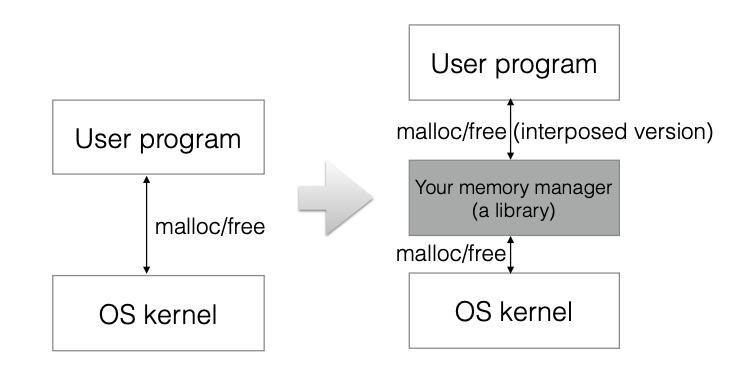 User program
malloc/free
OS kernel
User program
malloc/free (interposed version)
Your memory manager
(a library)
malloc/free
OS kernel